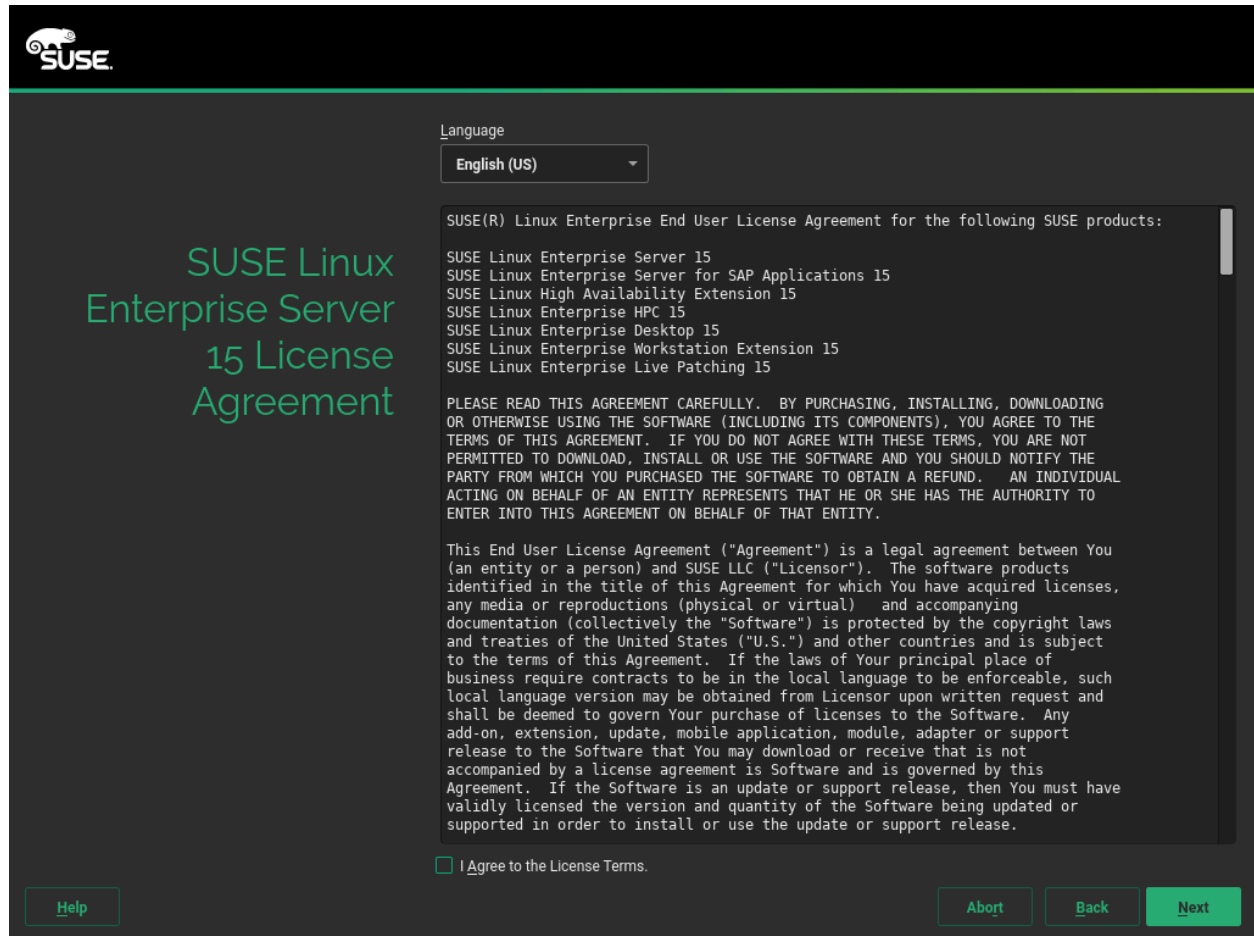 SUSE.
Language
English (US)
SUSE Linux
Enterprise Server
15 License
Agreement
SUSE(R) Linux Enterprise End User License Agreement for the following SUSE products:
SUSE Linux Enterprise Server 15
SUSE Linux Enterprise Server for SAP Applications 15
SUSE Linux High Availability Extension 15
SUSE Linux Enterprise HPC 15
SUSE Linux Enterprise Desktop 15
SUSE Linux Enterprise Workstation Extension 15
SUSE Linux Enterprise Live Patching 15
PLEASE READ THIS AGREEMENT CAREFULLY.  BY PURCHASING, INSTALLING, DOWNLOADING
OR OTHERWISE USING THE SOFTWARE (INCLUDING ITS COMPONENTS), YOU AGREE TO THE
TERMS OF THIS AGREEMENT.  IF YOU DO NOT AGREE WITH THESE TERMS, YOU ARE NOT
PERMITTED TO DOWNLOAD, INSTALL OR USE THE SOFTWARE AND YOU SHOULD NOTIFY THE
PARTY FROM WHICH YOU PURCHASED THE SOFTWARE TO OBTAIN A REFUND.   AN INDIVIDUAL
ACTING ON BEHALF OF AN ENTITY REPRESENTS THAT HE OR SHE HAS THE AUTHORITY TO
ENTER INTO THIS AGREEMENT ON BEHALF OF THAT ENTITY.
This End User License Agreement ("Agreement") is a legal agreement between You
(an entity or a person) and SUSE LLC ("Licensor").  The software products
identified in the title of this Agreement for which You have acquired licenses,
any media or reproductions (physical or virtual)   and accompanying
documentation (collectively the "Software") is protected by the copyright laws
and treaties of the United States ("U.S.") and other countries and is subject
to the terms of this Agreement.  If the laws of Your principal place of
business require contracts to be in the local language to be enforceable, such
local language version may be obtained from Licensor upon written request and
shall be deemed to govern Your purchase of licenses to the Software.  Any
add-on, extension, update, mobile application, module, adapter or support
release to the Software that You may download or receive that is not
accompanied by a license agreement is Software and is governed by this
Agreement.  If the Software is an update or support release, then You must have
validly licensed the version and quantity of the Software being updated or
supported in order to install or use the update or support release.
I Agree to the License Terms.
Help
Abort
Back
Next